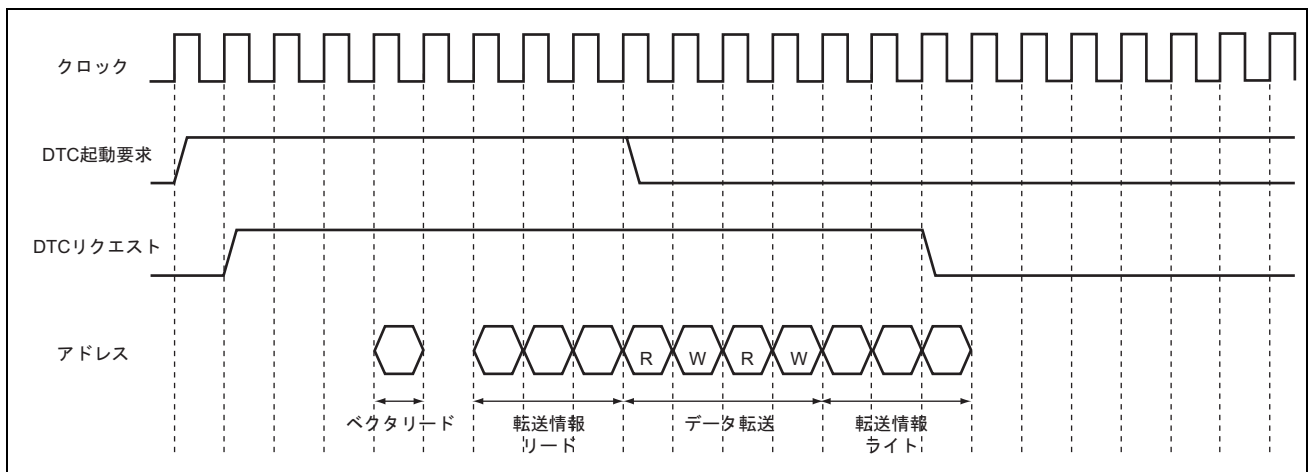 クロック
DTC起動要求
DTCリクエスト
アドレス
R W R W
ベクタリード
転送情報
リード
データ転送
転送情報
ライト